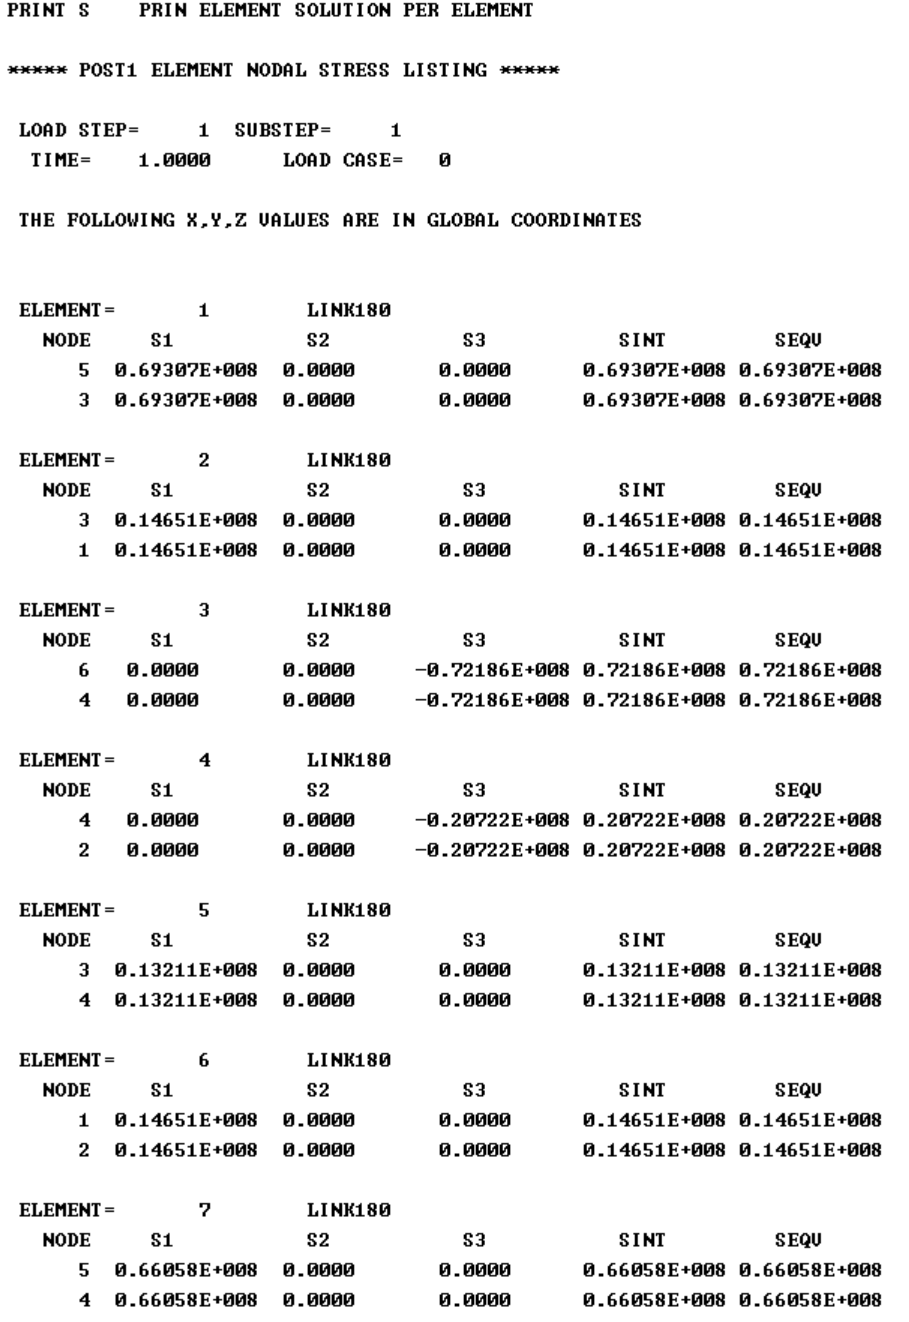 PRINT S    PRIN ELEMENT SOLUTION PER ELEMENT
***** POST1 ELEMENT NODAL STRESS LISTING *****
LOAD STEP=     1  SUBSTEP=     1
TIME=    1.0000      LOAD CASE=   0
THE FOLLOWING X,Y,Z VALUES ARE IN GLOBAL COORDINATES
ELEMENT=       1        LINK180
NODE     S1           S2           S3           SINT         SEQV
5  0.69307E+008  0.0000       0.0000      0.69307E+008 0.69307E+008
3  0.69307E+008  0.0000       0.0000      0.69307E+008 0.69307E+008
ELEMENT=       2        LINK180
NODE     S1           S2           S3           SINT         SEQV
3  0.14651E+008  0.0000       0.0000      0.14651E+008 0.14651E+008
1  0.14651E+008  0.0000       0.0000      0.14651E+008 0.14651E+008
ELEMENT=       3        LINK180
NODE     S1           S2           S3           SINT         SEQV
6   0.0000       0.0000     -0.72186E+008 0.72186E+008 0.72186E+008
4   0.0000       0.0000     -0.72186E+008 0.72186E+008 0.72186E+008
ELEMENT=       4        LINK180
NODE     S1           S2           S3           SINT         SEQV
4   0.0000       0.0000     -0.20722E+008 0.20722E+008 0.20722E+008
2   0.0000       0.0000     -0.20722E+008 0.20722E+008 0.20722E+008
ELEMENT=       5        LINK180
NODE     S1           S2           S3           SINT         SEQV
3  0.13211E+008  0.0000       0.0000      0.13211E+008 0.13211E+008
4  0.13211E+008  0.0000       0.0000      0.13211E+008 0.13211E+008
ELEMENT=       6        LINK180
NODE     S1           S2           S3           SINT         SEQV
1  0.14651E+008  0.0000       0.0000      0.14651E+008 0.14651E+008
2  0.14651E+008  0.0000       0.0000      0.14651E+008 0.14651E+008
ELEMENT=       7        LINK180
NODE     S1           S2           S3           SINT         SEQV
5  0.66058E+008  0.0000       0.0000      0.66058E+008 0.66058E+008
4  0.66058E+008  0.0000       0.0000      0.66058E+008 0.66058E+008